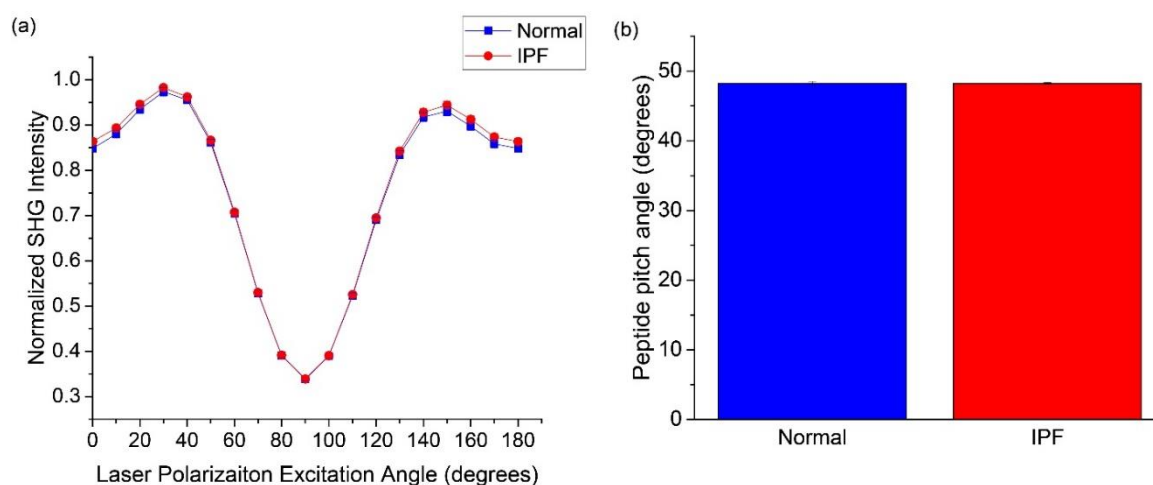 (a)
Normal
IPF
Normalized SHG Intensity
1.0
0.9
0.8
0.7
0.6
0.5
0.4
0.3
0 20 40 60 80 100 120 140 160 180
Laser Polarizaiton Excitation Angle (degrees)
(b)
Peptide pitch angle (degrees)
50
40
30
20
10
0
Normal IPF